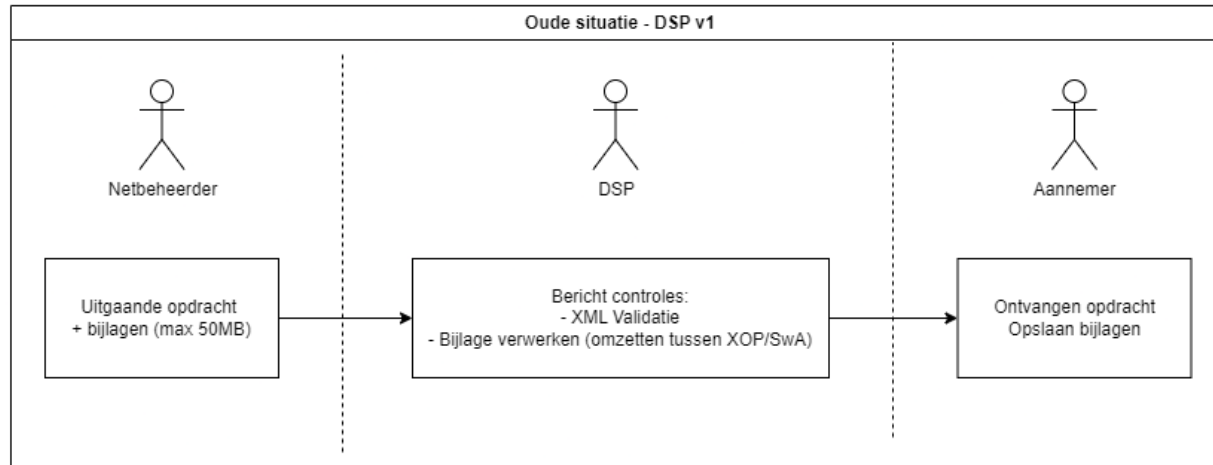 Oude situatie - DSP v1
Netbeheerder
DSP
Aannemer
Uitgaande opdracht
+ bijlagen (max 50MB)
Bericht controles:
- XML Validatie
- Bijlage verwerken (omzetten tussen XOP/SwA)
Ontvangen opdracht
Opslaan bijlagen